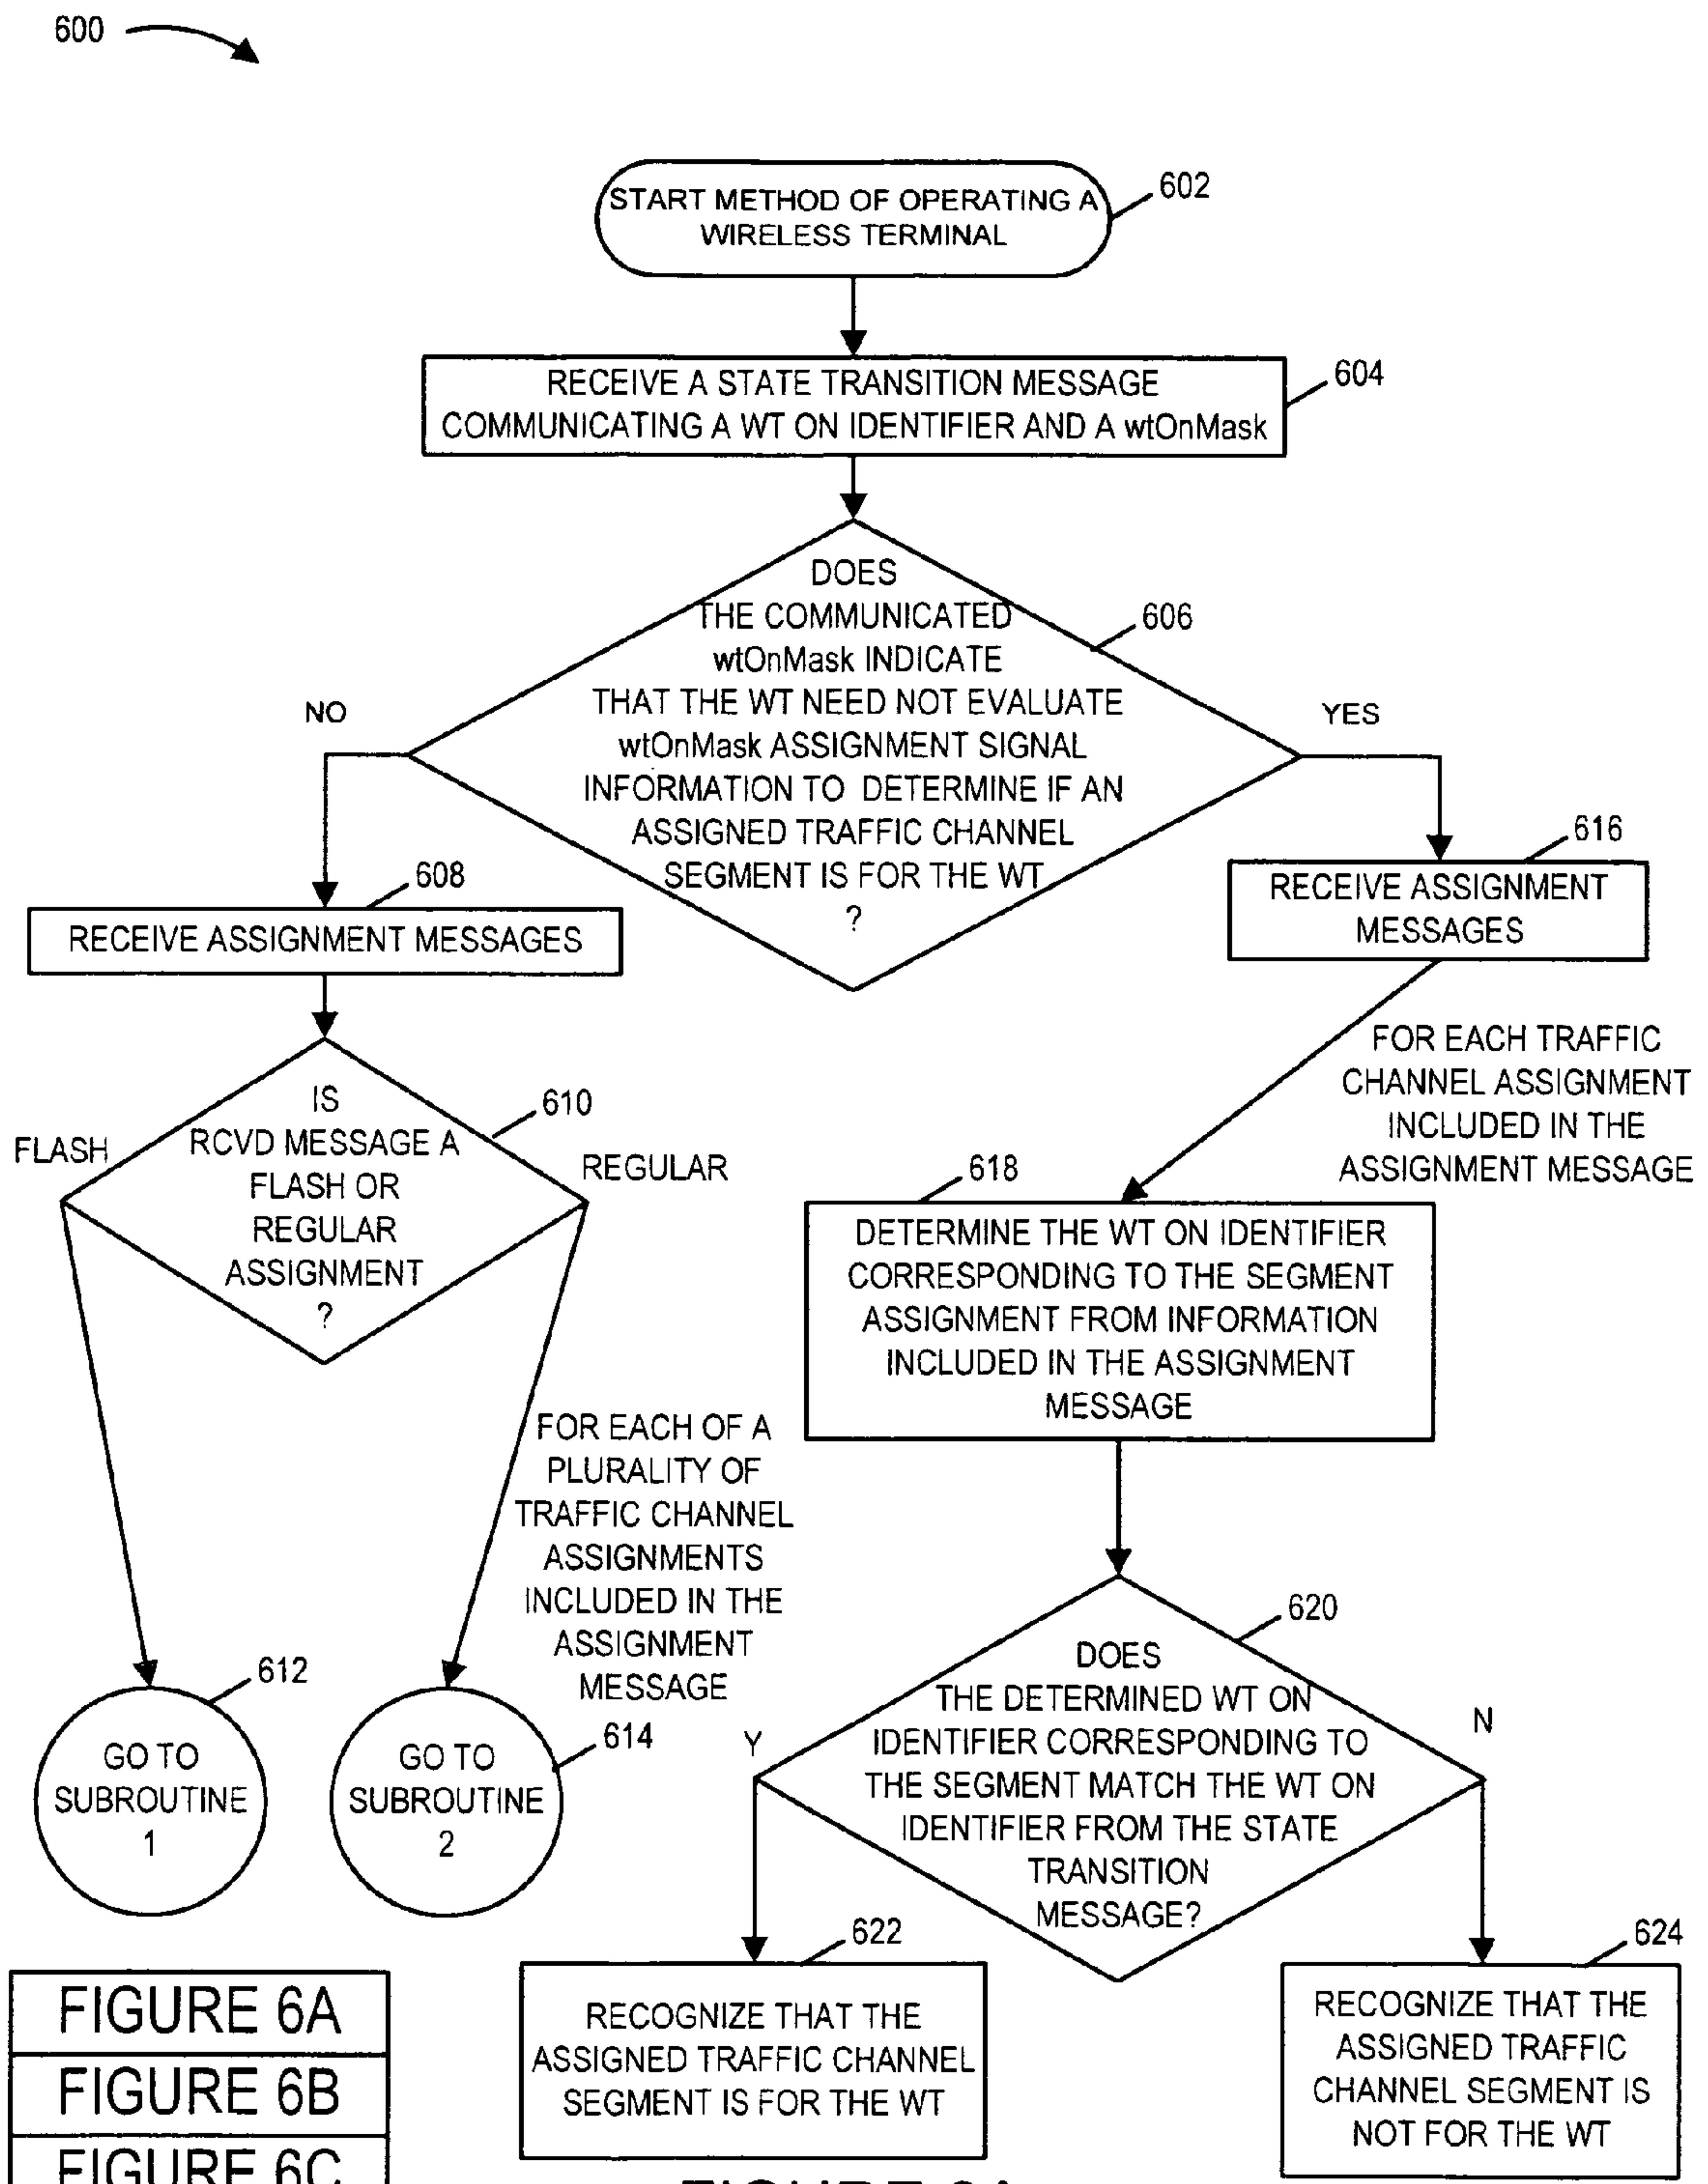 600
START METHOD OF OPERATING A
WIRELESS TERMINAL
602
RECEIVE A STATE TRANSITION MESSAGE
COMMUNICATING A WT ON IDENTIFIER AND A wtOnMask
604
DOES
THE COMMUNICATED
wtOnMask INDICATE
THAT THE WT NEED NOT EVALUATE
wtOnMask ASSIGNMENT SIGNAL
INFORMATION TO DETERMINE IF AN
ASSIGNED TRAFFIC CHANNEL
SEGMENT IS FOR THE WT
?
606
NO
YES
608
RECEIVE ASSIGNMENT MESSAGES
616
RECEIVE ASSIGNMENT
MESSAGES
IS
RCVD MESSAGE A
FLASH OR
REGULAR
ASSIGNMENT
?
610
FLASH
REGULAR
FOR EACH TRAFFIC
CHANNEL ASSIGNMENT
INCLUDED IN THE
ASSIGNMENT MESSAGE
618
DETERMINE THE WT ON IDENTIFIER
CORRESPONDING TO THE SEGMENT
ASSIGNMENT FROM INFORMATION
INCLUDED IN THE ASSIGNMENT
MESSAGE
FOR EACH OF A
PLURALITY OF
TRAFFIC CHANNEL
ASSIGNMENTS
INCLUDED IN THE
ASSIGNMENT
MESSAGE
612
GO TO
SUBROUTINE
1
614
GO TO
SUBROUTINE
2
620
DOES
THE DETERMINED WT ON
IDENTIFIER CORRESPONDING TO
THE SEGMENT MATCH THE WT ON
IDENTIFIER FROM THE STATE
TRANSITION
MESSAGE?
Y
N
622
RECOGNIZE THAT THE
ASSIGNED TRAFFIC CHANNEL
SEGMENT IS FOR THE WT
624
RECOGNIZE THAT THE
ASSIGNED TRAFFIC
CHANNEL SEGMENT IS
NOT FOR THE WT
FIGURE 6A
FIGURE 6B
FIGURE 6C